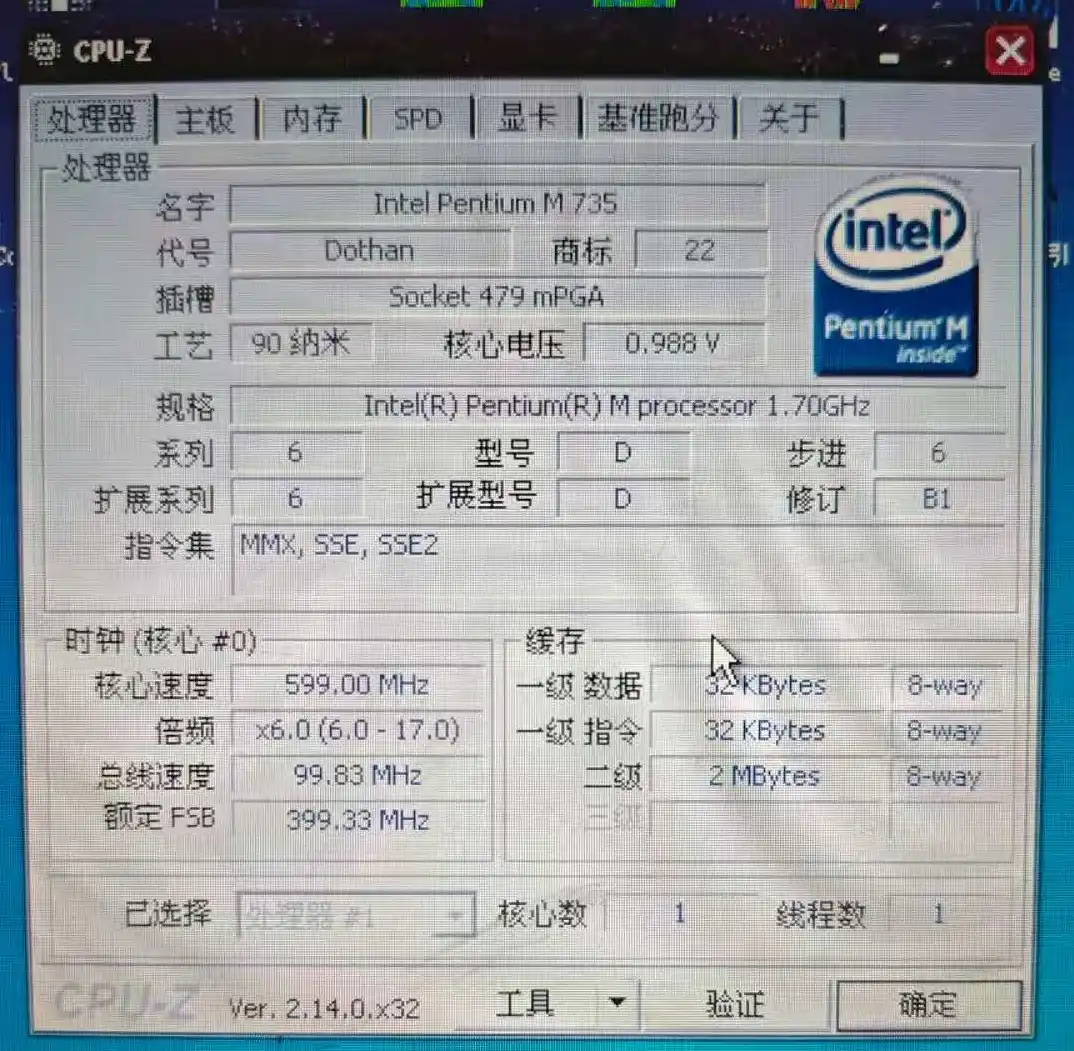 CPU-Z
处理器 主板 内存 SPD 显卡 基准跑分 关于
处理器
名字 Intel Pentium M 735
代号 Dothan 商标 22
插槽 Socket 479 mPGA
工艺 90 纳米 核心电压 0.988 V
intel
Pentium M
inside™
规格 Intel(R) Pentium(R) M processor 1.70GHz
系列 6 型号 D 步进 6
扩展系列 6 扩展型号 D 修订 B1
指令集 MMX, SSE, SSE2
时钟 (核心 #0)
核心速度 599.00 MHz
倍频 x6.0 (6.0 - 17.0)
总线速度 99.83 MHz
额定 FSB 399.33 MHz
缓存
一级 数据 32 KBytes 8-way
一级 指令 32 KBytes 8-way
二级 2 MBytes 8-way
三级
已选择 处理器 #1 核心数 1 线程数 1
CPU-Z Ver. 2.14.0.x32 工具 验证 确定